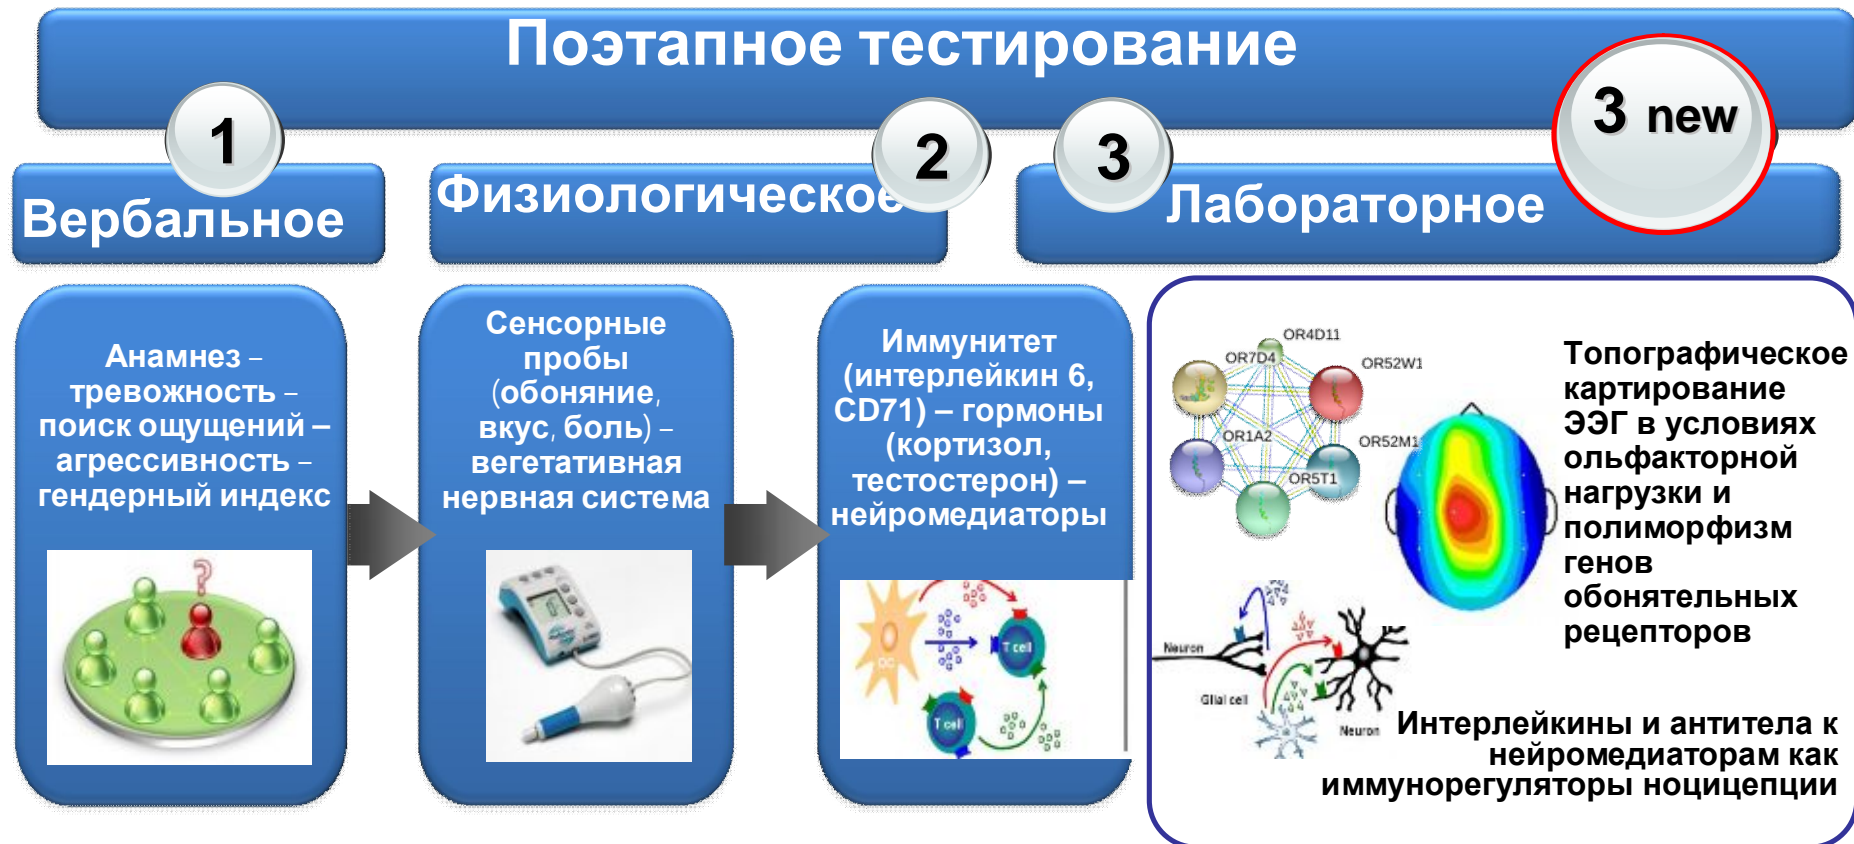 Поэтапное тестирование
1
2
3
3 new
Вербальное
Физиологическое
Лабораторное
Анамнез –
тревожность –
поиск ощущений –
агрессивность –
гендерный индекс
Сенсорные
пробы
(обоняние,
вкус, боль) –
вегетативная
нервная система
Иммунитет
(интерлейкин 6,
CD71) – гормоны
(кортизол,
тестостерон) –
нейромедиаторы
DC
T cell
T cell
OR4D11
OR7D4
OR52W1
OR1A2
OR52M1
OR5T1
Топографическое
картирование
ЭЭГ в условиях
ольфакторной
нагрузки и
полиморфизм
генов
обонятельных
рецепторов
Neuron
Glial cell
Neuron
Интерлейкины и антитела к
нейромедиаторам как
иммунорегуляторы ноцицепции